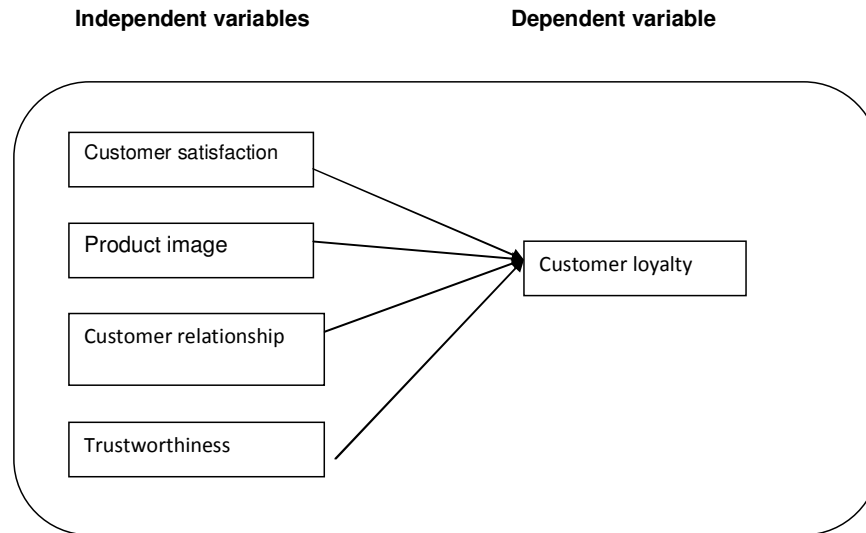 Independent variables
Dependent variable
Customer satisfaction
Product image
Customer relationship
Trustworthiness
Customer loyalty